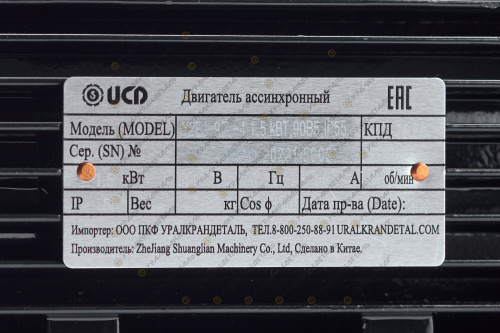 UCD Двигатель ассинхронный EAC
Модель (MODEL) КПД
Сер. (SN) №
кВт В Гц А об/мин
IP Вес кг Cos ф Дата пр-ва (Date):
Импортер: ООО ПКФ УРАЛКРАНДЕТАЛЬ, ТЕЛ.8-800-250-88-91 URALKRANDETAL.COM
Производитель: ZheJiang Shuanglian Machinery Co., Ltd, Сделано в Китае.